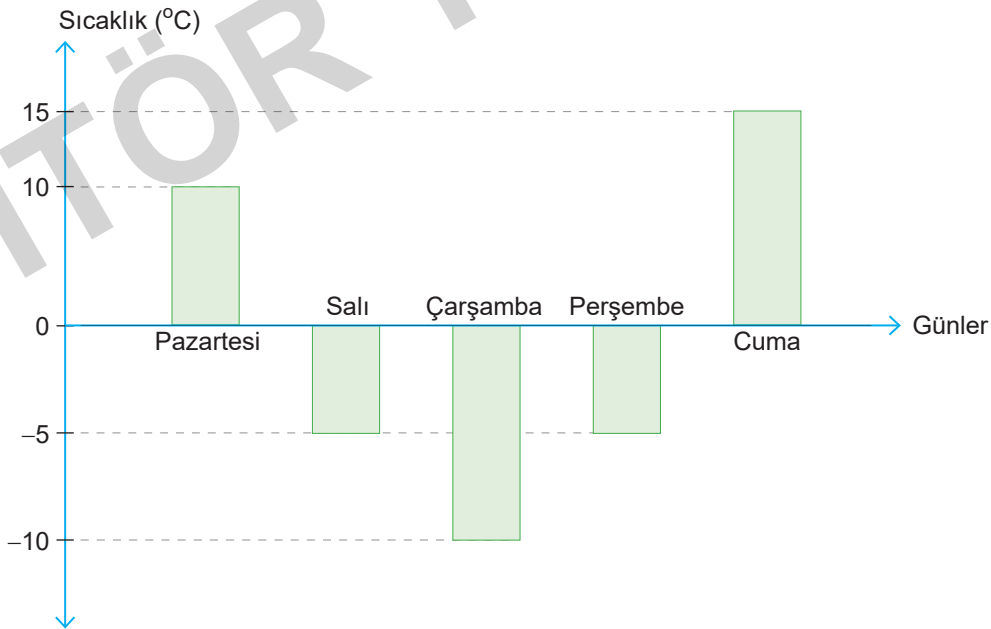 Sıcaklık (°C)
15
10
0
–5
–10
Salı
Çarşamba
Perşembe
Pazartesi
Cuma
Günler